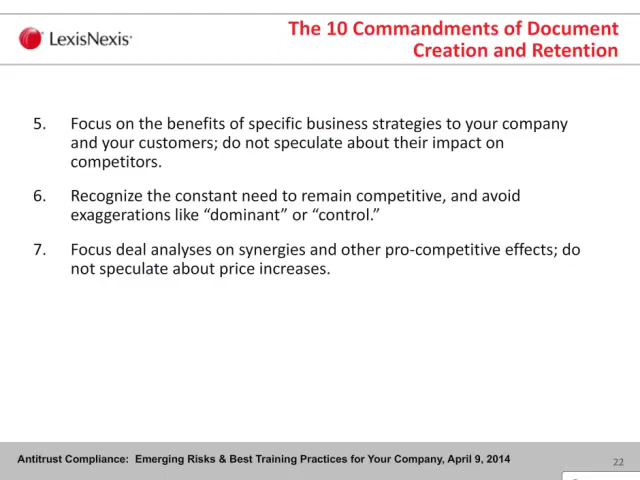 LexisNexis®
The 10 Commandments of Document
Creation and Retention
5. Focus on the benefits of specific business strategies to your company
and your customers; do not speculate about their impact on
competitors.
6. Recognize the constant need to remain competitive, and avoid
exaggerations like “dominant” or “control.”
7. Focus deal analyses on synergies and other pro-competitive effects; do
not speculate about price increases.
Antitrust Compliance: Emerging Risks & Best Training Practices for Your Company, April 9, 2014
22